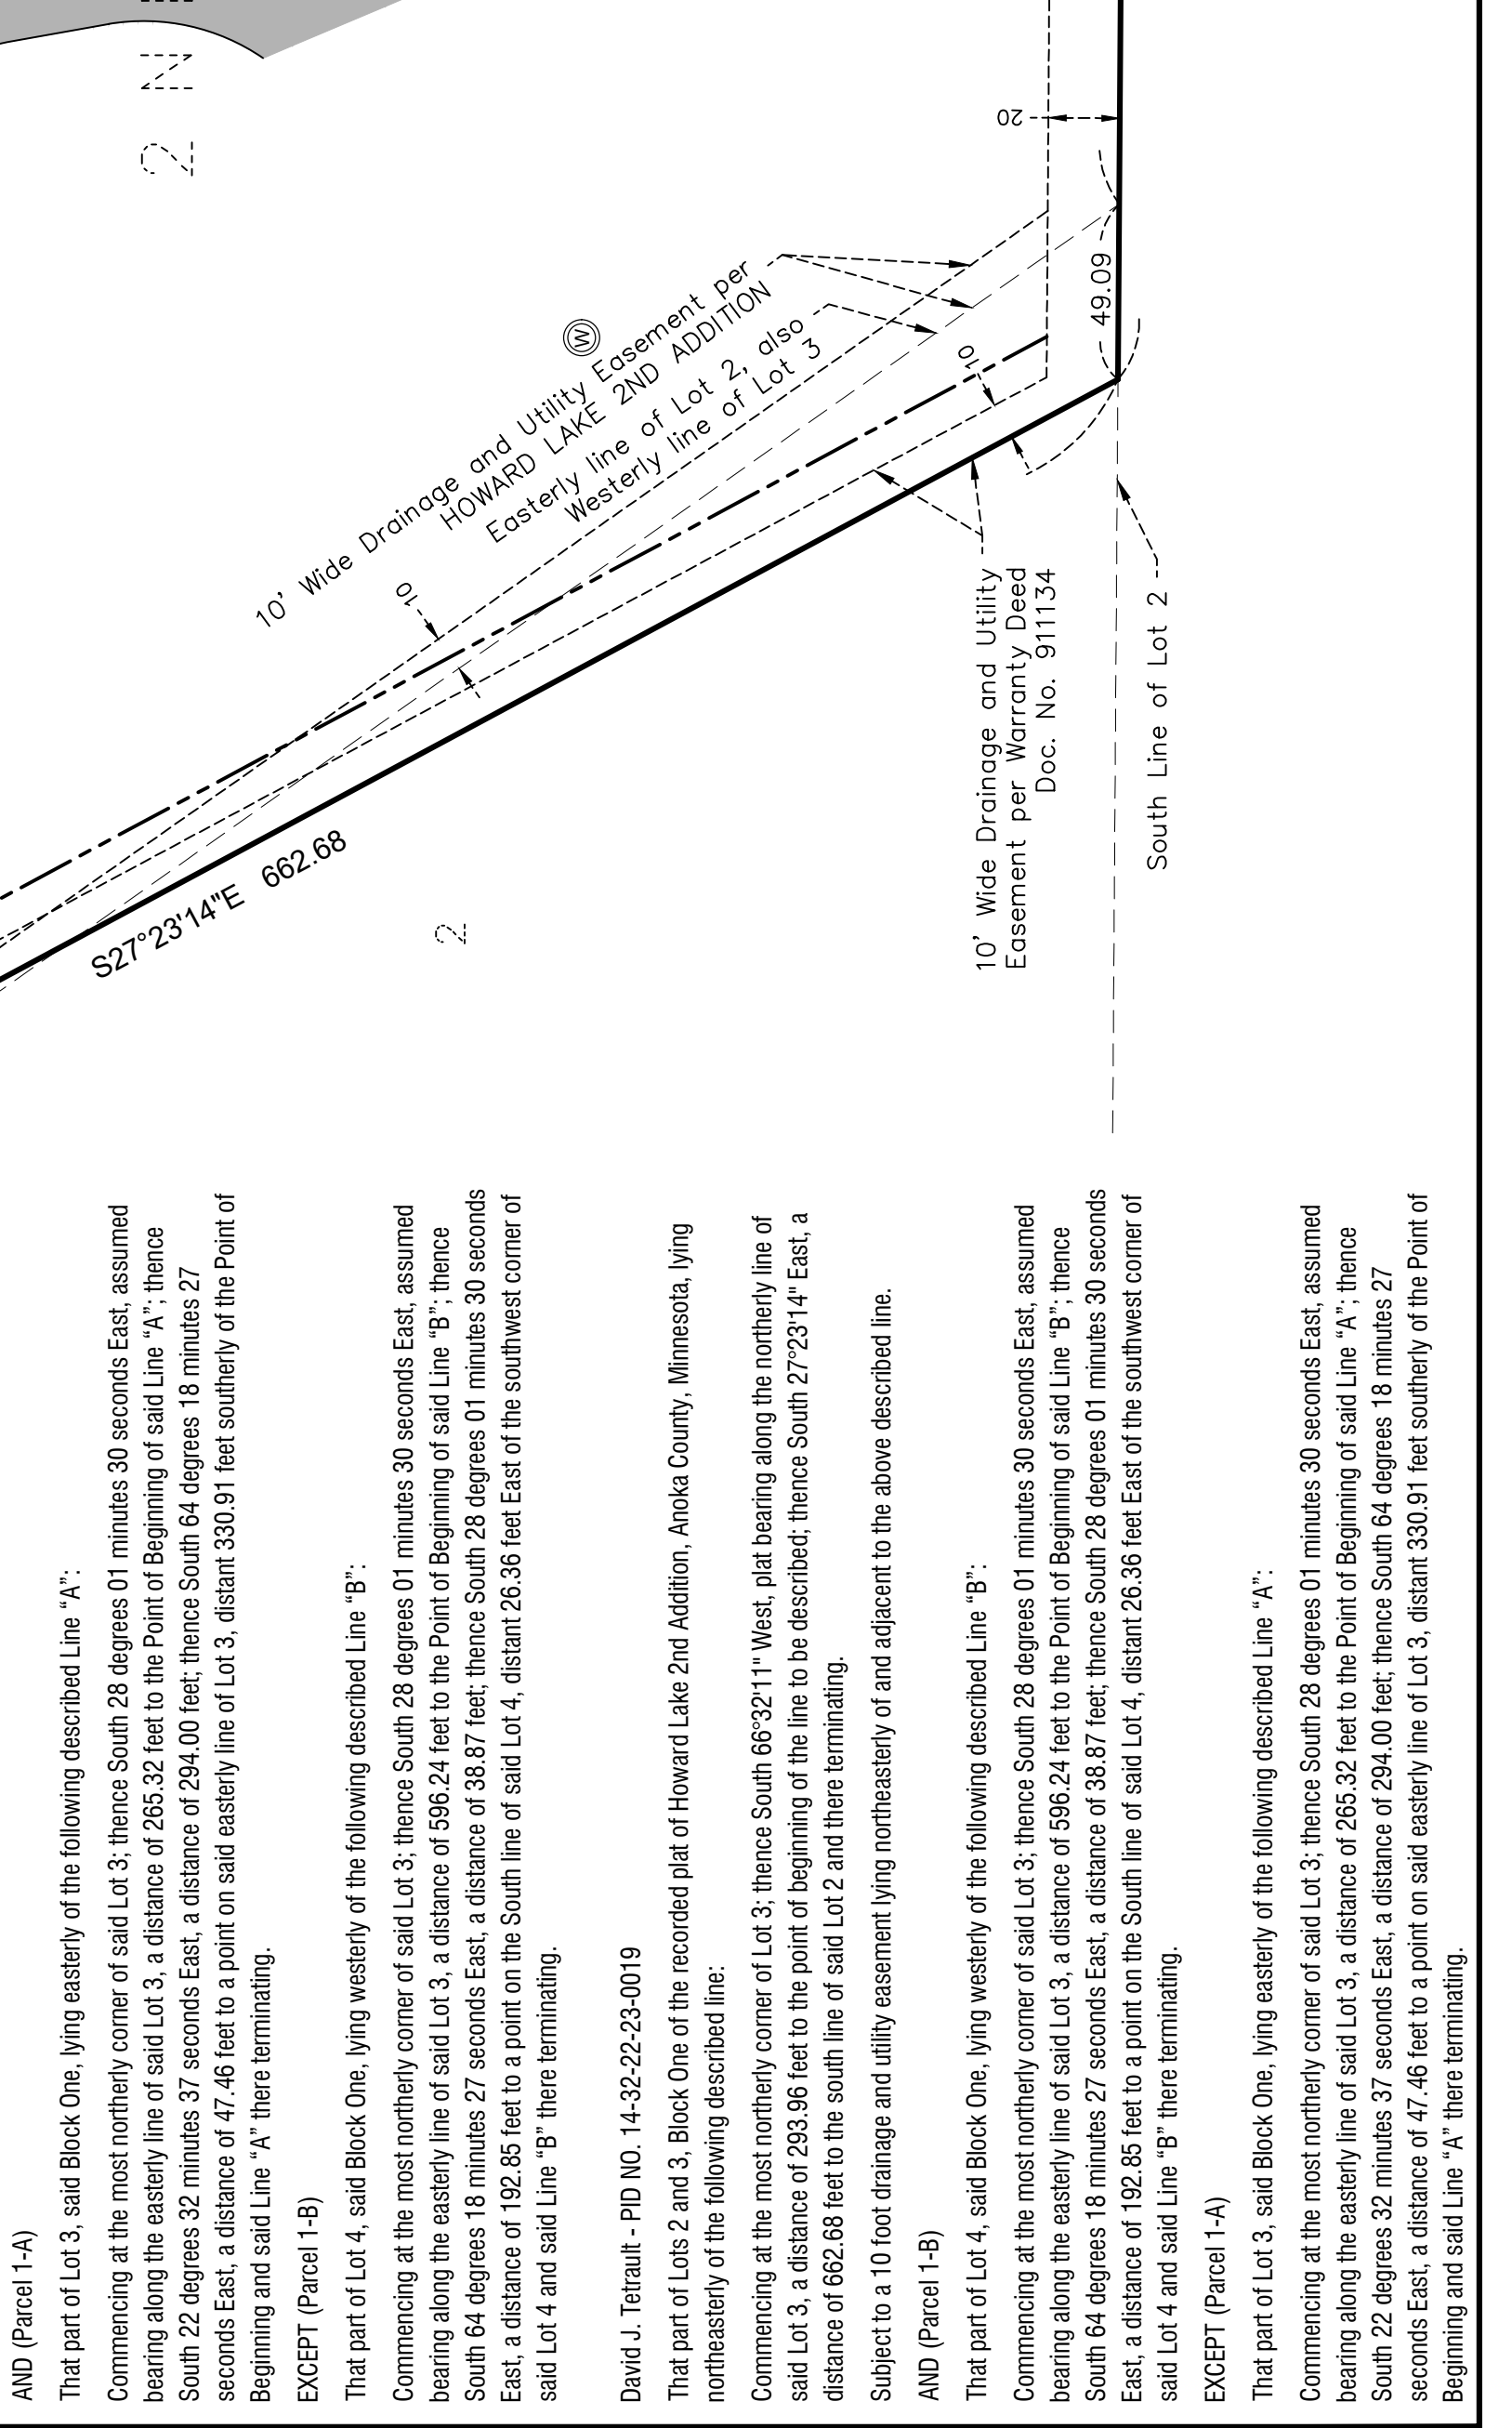 AND (Parcel 1-A)
That part of Lot 3, said Block One, lying easterly of the following described Line “A”:
Commencing at the most northerly corner of said Lot 3; thence South 28 degrees 01 minutes 30 seconds East, assumed
bearing along the easterly line of said Lot 3, a distance of 265.32 feet to the Point of Beginning of said Line “A”; thence
South 22 degrees 32 minutes 37 seconds East, a distance of 294.00 feet; thence South 64 degrees 18 minutes 27
seconds East, a distance of 47.46 feet to a point on said easterly line of Lot 3, distant 330.91 feet southerly of the Point of
Beginning and said Line “A” there terminating.
EXCEPT (Parcel 1-B)
That part of Lot 4, said Block One, lying westerly of the following described Line “B”:
Commencing at the most northerly corner of said Lot 3; thence South 28 degrees 01 minutes 30 seconds East, assumed
bearing along the easterly line of said Lot 3, a distance of 596.24 feet to the Point of Beginning of said Line “B”; thence
South 64 degrees 18 minutes 27 seconds East, a distance of 38.87 feet; thence South 28 degrees 01 minutes 30 seconds
East, a distance of 192.85 feet to a point on the South line of said Lot 4, distant 26.36 feet East of the southwest corner of
said Lot 4 and said Line “B” there terminating.
David J. Tetrault - PID NO. 14-32-22-23-0019
That part of Lots 2 and 3, Block One of the recorded plat of Howard Lake 2nd Addition, Anoka County, Minnesota, lying
northeasterly of the following described line:
Commencing at the most northerly corner of Lot 3; thence South 66°32'11" West, plat bearing along the northerly line of
said Lot 3, a distance of 293.96 feet to the point of beginning of the line to be described; thence South 27°23'14" East, a
distance of 662.68 feet to the south line of said Lot 2 and there terminating.
Subject to a 10 foot drainage and utility easement lying northeasterly of and adjacent to the above described line.
AND (Parcel 1-B)
That part of Lot 4, said Block One, lying westerly of the following described Line “B”:
Commencing at the most northerly corner of said Lot 3; thence South 28 degrees 01 minutes 30 seconds East, assumed
bearing along the easterly line of said Lot 3, a distance of 596.24 feet to the Point of Beginning of said Line “B”; thence
South 64 degrees 18 minutes 27 seconds East, a distance of 38.87 feet; thence South 28 degrees 01 minutes 30 seconds
East, a distance of 192.85 feet to a point on the South line of said Lot 4, distant 26.36 feet East of the southwest corner of
said Lot 4 and said Line “B” there terminating.
EXCEPT (Parcel 1-A)
That part of Lot 3, said Block One, lying easterly of the following described Line “A”:
Commencing at the most northerly corner of said Lot 3; thence South 28 degrees 01 minutes 30 seconds East, assumed
bearing along the easterly line of said Lot 3, a distance of 265.32 feet to the Point of Beginning of said Line “A”; thence
South 22 degrees 32 minutes 37 seconds East, a distance of 294.00 feet; thence South 64 degrees 18 minutes 27
seconds East, a distance of 47.46 feet to a point on said easterly line of Lot 3, distant 330.91 feet southerly of the Point of
Beginning and said Line “A” there terminating.
S27°23'14"E 662.68
2
10' Wide Drainage and Utility Easement per
HOWARD LAKE 2ND ADDITION
Easterly line of Lot 2, also
Westerly line of Lot 3
W
10
10
10' Wide Drainage and Utility
Easement per Warranty Deed
Doc. No. 911134
South Line of Lot 2
49.09
20
2 N